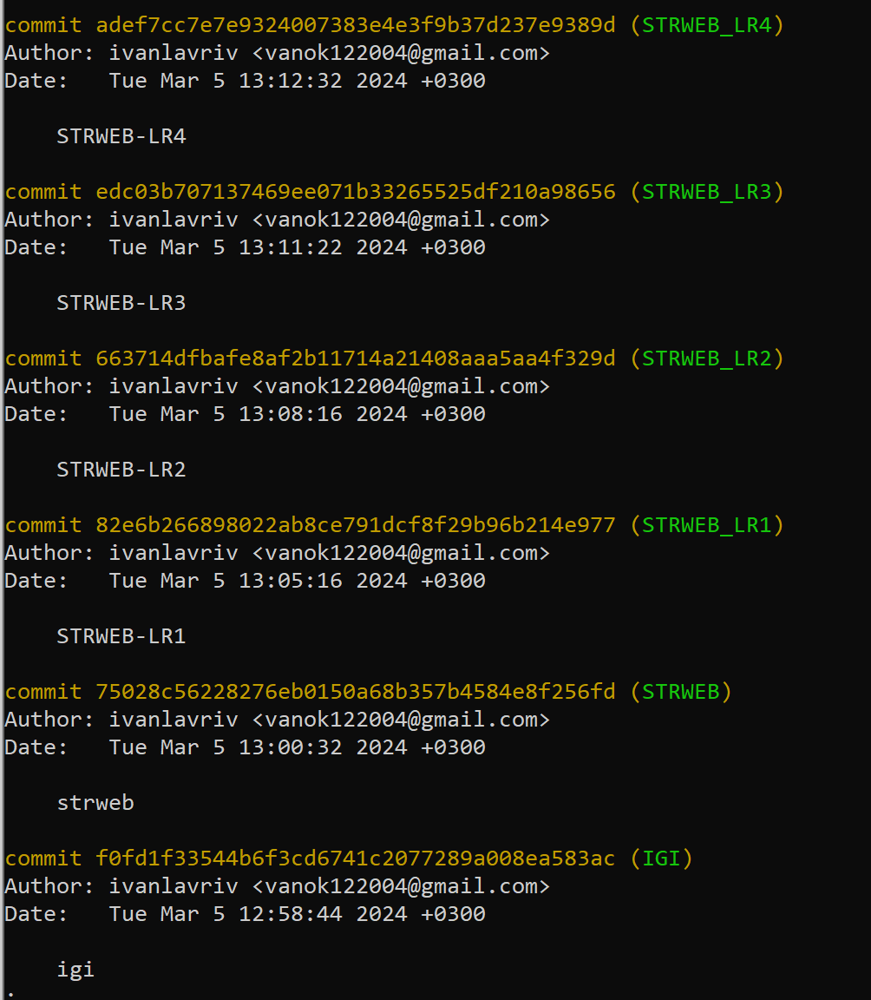 commit adef7cc7e7e9324007383e4e3f9b37d237e9389d (STRWEB_LR4)
Author: ivanlavriv <vanok122004@gmail.com>
Date:   Tue Mar 5 13:12:32 2024 +0300
    STRWEB-LR4
commit edc03b707137469ee071b33265525df210a98656 (STRWEB_LR3)
Author: ivanlavriv <vanok122004@gmail.com>
Date:   Tue Mar 5 13:11:22 2024 +0300
    STRWEB-LR3
commit 663714dfbafe8af2b11714a21408aaa5aa4f329d (STRWEB_LR2)
Author: ivanlavriv <vanok122004@gmail.com>
Date:   Tue Mar 5 13:08:16 2024 +0300
    STRWEB-LR2
commit 82e6b266898022ab8ce791dcf8f29b96b214e977 (STRWEB_LR1)
Author: ivanlavriv <vanok122004@gmail.com>
Date:   Tue Mar 5 13:05:16 2024 +0300
    STRWEB-LR1
commit 75028c56228276eb0150a68b357b4584e8f256fd (STRWEB)
Author: ivanlavriv <vanok122004@gmail.com>
Date:   Tue Mar 5 13:00:32 2024 +0300
    strweb
commit f0fd1f33544b6f3cd6741c2077289a008ea583ac (IGI)
Author: ivanlavriv <vanok122004@gmail.com>
Date:   Tue Mar 5 12:58:44 2024 +0300
    igi